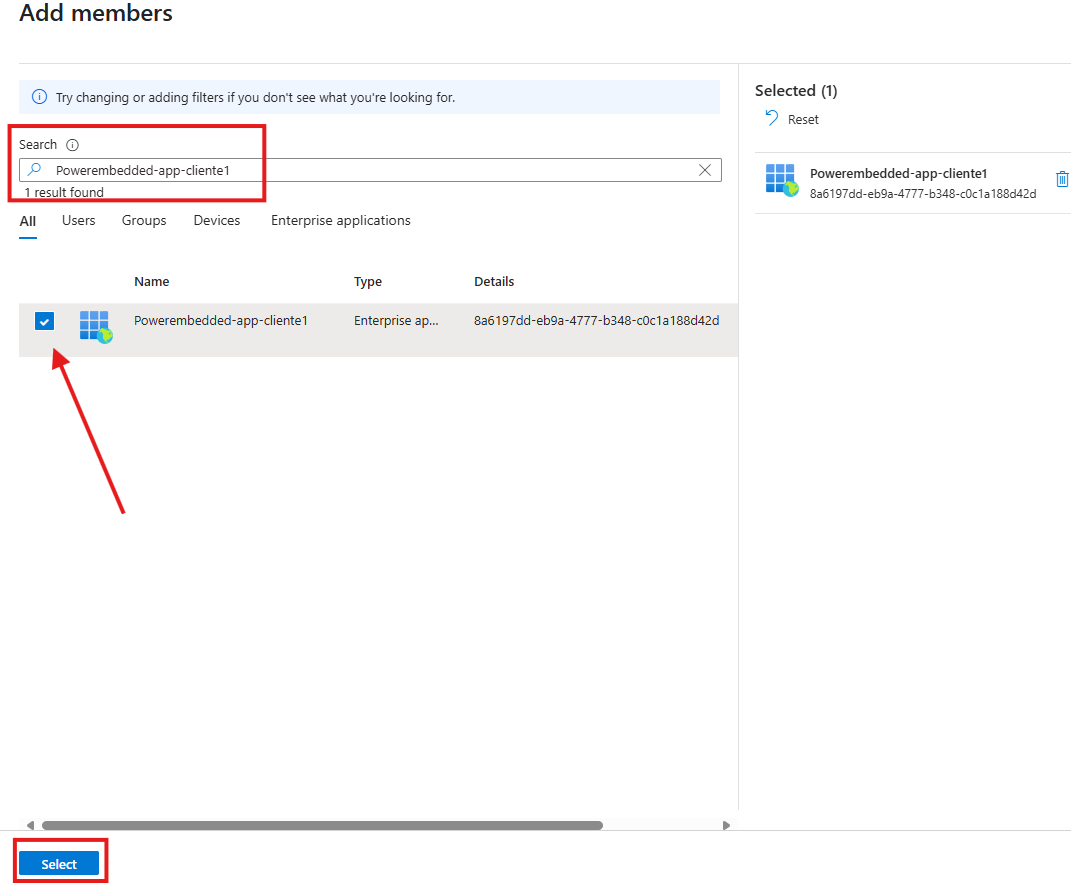 Add members
Try changing or adding filters if you don't see what you're looking for.
Search
Powerembedded-app-cliente1
1 result found
All Users Groups Devices Enterprise applications
Name Type Details
Powerembedded-app-cliente1 Enterprise ap... 8a6197dd-eb9a-4777-b348-c0c1a188d42d
Selected (1)
Reset
Powerembedded-app-cliente1
8a6197dd-eb9a-4777-b348-c0c1a188d42d
Select